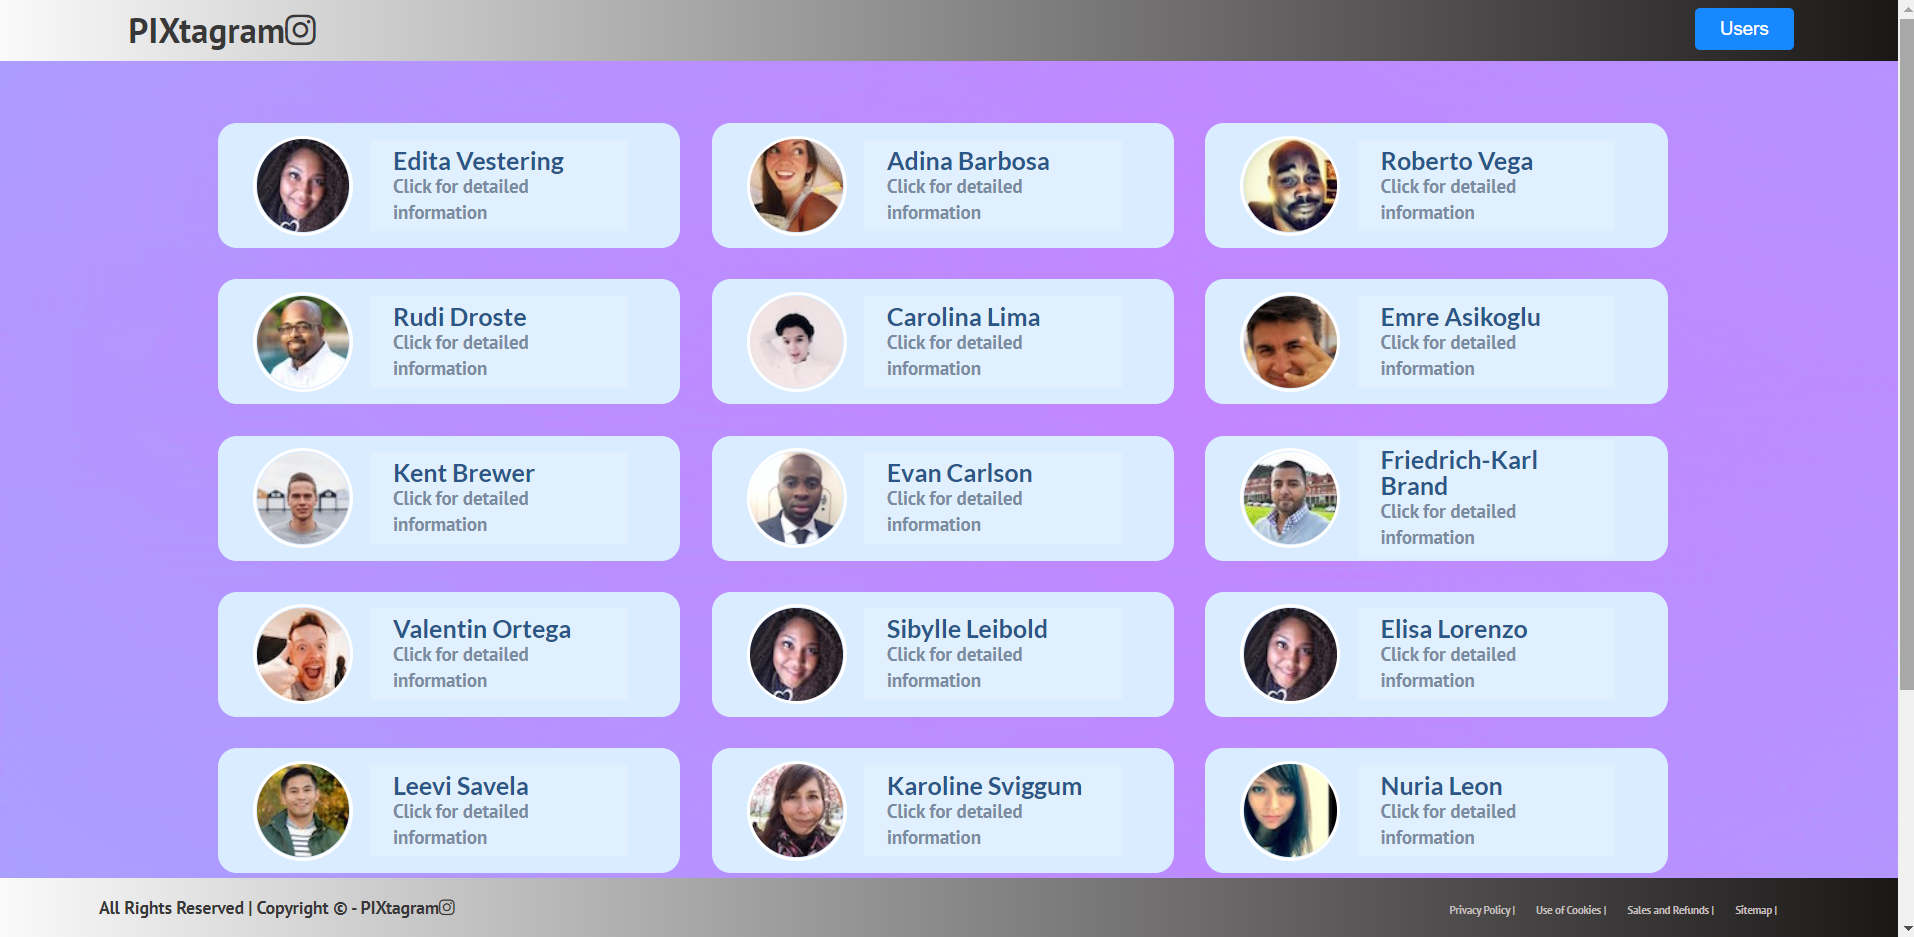 PIXtagram
Users
Edita Vestering
Click for detailed
information
Adina Barbosa
Click for detailed
information
Roberto Vega
Click for detailed
information
Rudi Droste
Click for detailed
information
Carolina Lima
Click for detailed
information
Emre Asikoglu
Click for detailed
information
Kent Brewer
Click for detailed
information
Evan Carlson
Click for detailed
information
Friedrich-Karl
Brand
Click for detailed
information
Valentin Ortega
Click for detailed
information
Sibylle Leibold
Click for detailed
information
Elisa Lorenzo
Click for detailed
information
Leevi Savela
Click for detailed
information
Karoline Sviggum
Click for detailed
information
Nuria Leon
Click for detailed
information
All Rights Reserved | Copyright © - PIXtagram
Privacy Policy | Use of Cookies | Sales and Refunds | Sitemap |